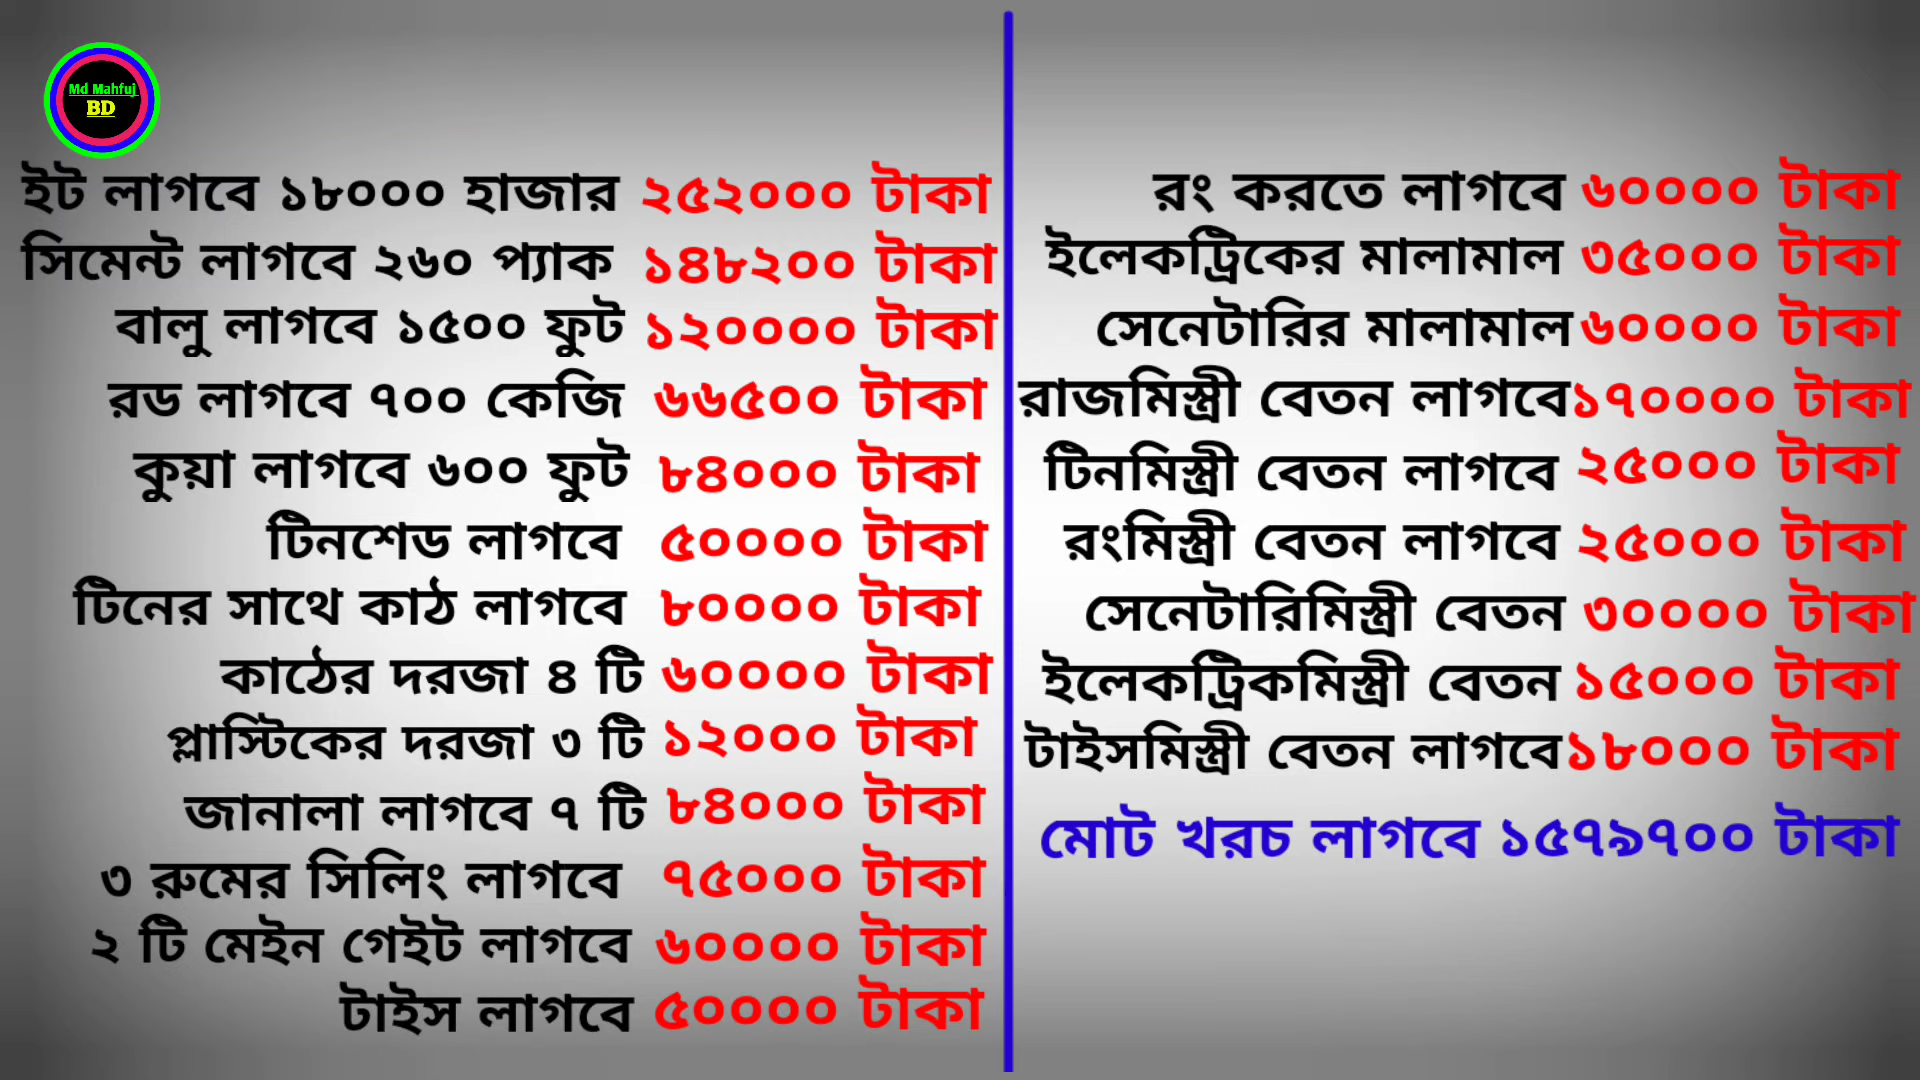 Md Mahfuj
BD
ইট লাগবে ১৮০০০ হাজার ২৫২০০০ টাকা
সিমেন্ট লাগবে ২৬০ প্যাক ১৪৮২০০ টাকা
বালু লাগবে ১৫০০ ফুট ১২০০০০ টাকা
রড লাগবে ৭০০ কেজি ৬৬৫০০ টাকা
কুয়া লাগবে ৬০০ ফুট ৮৪০০০ টাকা
টিনশেড লাগবে ৫০০০০ টাকা
টিনের সাথে কাঠ লাগবে ৮০০০০ টাকা
কাঠের দরজা ৪ টি ৬০০০০ টাকা
প্লাস্টিকের দরজা ৩ টি ১২০০০ টাকা
জানালা লাগবে ৭ টি ৮৪০০০ টাকা
৩ রুমের সিলিং লাগবে ৭৫০০০ টাকা
২ টি মেইন গেইট লাগবে ৬০০০০ টাকা
টাইস লাগবে ৫০০০০ টাকা
রং করতে লাগবে ৬০০০০ টাকা
ইলেকট্রিকের মালামাল ৩৫০০০ টাকা
সেনেটারির মালামাল ৬০০০০ টাকা
রাজমিস্ত্রী বেতন লাগবে ১৭০০০০ টাকা
টিনমিস্ত্রী বেতন লাগবে ২৫০০০ টাকা
রংমিস্ত্রী বেতন লাগবে ২৫০০০ টাকা
সেনেটারিমিস্ত্রী বেতন ৩০০০০ টাকা
ইলেকট্রিকমিস্ত্রী বেতন ১৫০০০ টাকা
টাইসমিস্ত্রী বেতন লাগবে ১৮০০০ টাকা
মোট খরচ লাগবে ১৫৭৯৭০০ টাকা